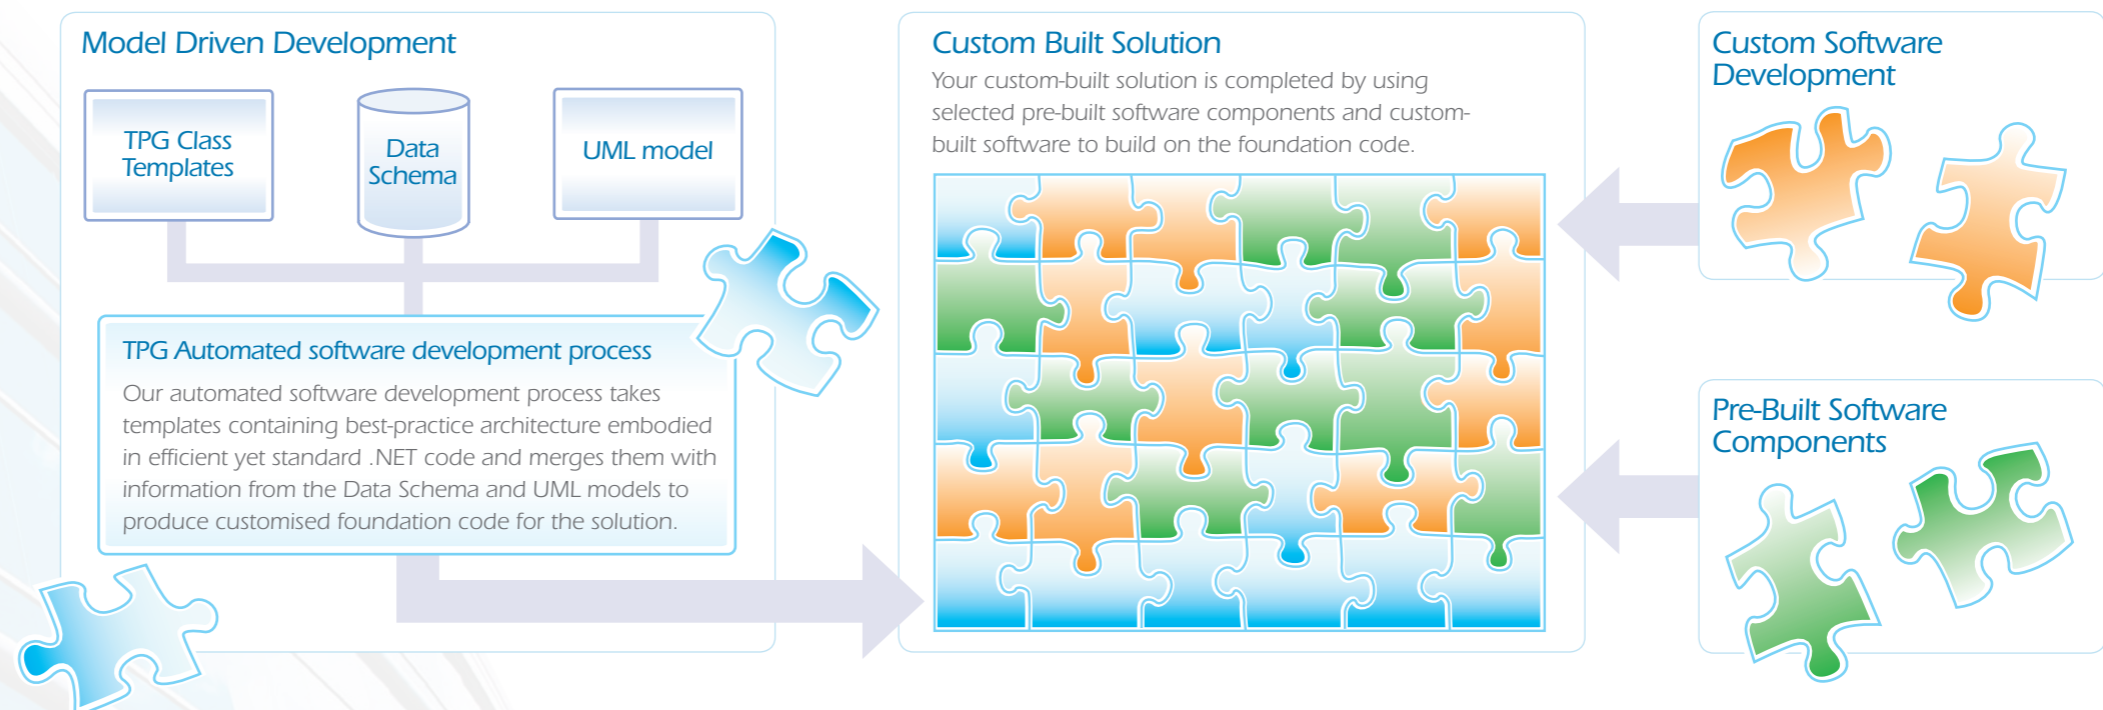 Model Driven Development
TPG Class
Templates
Data
Schema
UML model
TPG Automated software development process
Our automated software development process takes
templates containing best-practice architecture embodied
in efficient yet standard .NET code and merges them with
information from the Data Schema and UML models to
produce customised foundation code for the solution.
Custom Built Solution
Your custom-built solution is completed by using
selected pre-built software components and custom-
built software to build on the foundation code.
Custom Software
Development
Pre-Built Software
Components